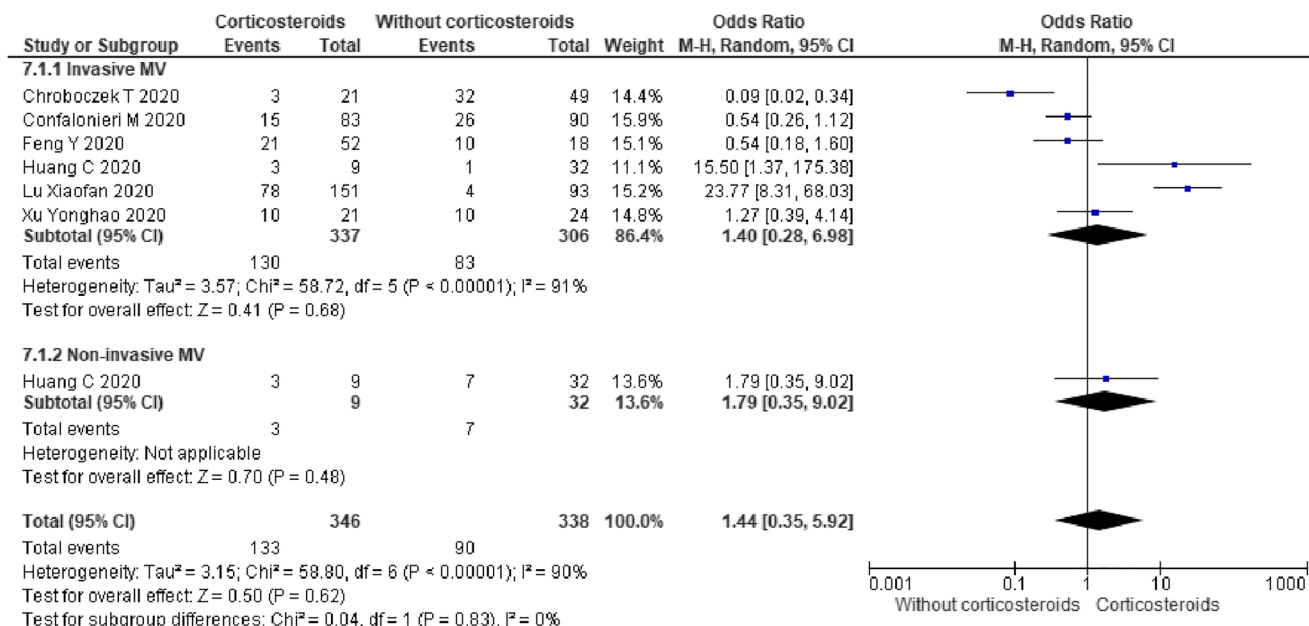 Corticosteroids Without corticosteroids Odds Ratio Odds Ratio
Study or Subgroup Events Total Events Total Weight M-H, Random, 95% CI M-H, Random, 95% CI
7.1.1 Invasive MV
Chroboczek T 2020 3 21 32 49 14.4% 0.09 [0.02, 0.34]
Confalonieri M 2020 15 83 26 90 15.9% 0.54 [0.26, 1.12]
Feng Y 2020 21 52 10 18 15.1% 0.54 [0.18, 1.60]
Huang C 2020 3 9 1 32 11.1% 15.50 [1.37, 175.38]
Lu Xiaofan 2020 78 151 4 93 15.2% 23.77 [8.31, 68.03]
Xu Yonghao 2020 10 21 10 24 14.8% 1.27 [0.39, 4.14]
Subtotal (95% CI) 337 306 86.4% 1.40 [0.28, 6.98]
Total events 130 83
Heterogeneity: Tau² = 3.57; Chi² = 58.72, df = 5 (P < 0.00001); I² = 91%
Test for overall effect: Z = 0.41 (P = 0.68)
7.1.2 Non-invasive MV
Huang C 2020 3 9 7 32 13.6% 1.79 [0.35, 9.02]
Subtotal (95% CI) 9 32 13.6% 1.79 [0.35, 9.02]
Total events 3 7
Heterogeneity: Not applicable
Test for overall effect: Z = 0.70 (P = 0.48)
Total (95% CI) 346 338 100.0% 1.44 [0.35, 5.92]
Total events 133 90
Heterogeneity: Tau² = 3.15; Chi² = 58.80, df = 6 (P < 0.00001); I² = 90%
Test for overall effect: Z = 0.50 (P = 0.62)
Test for subgroup differences: Chi² = 0.04, df = 1 (P = 0.83), I² = 0%
0.001 0.1 1 10 1000
Without corticosteroids Corticosteroids